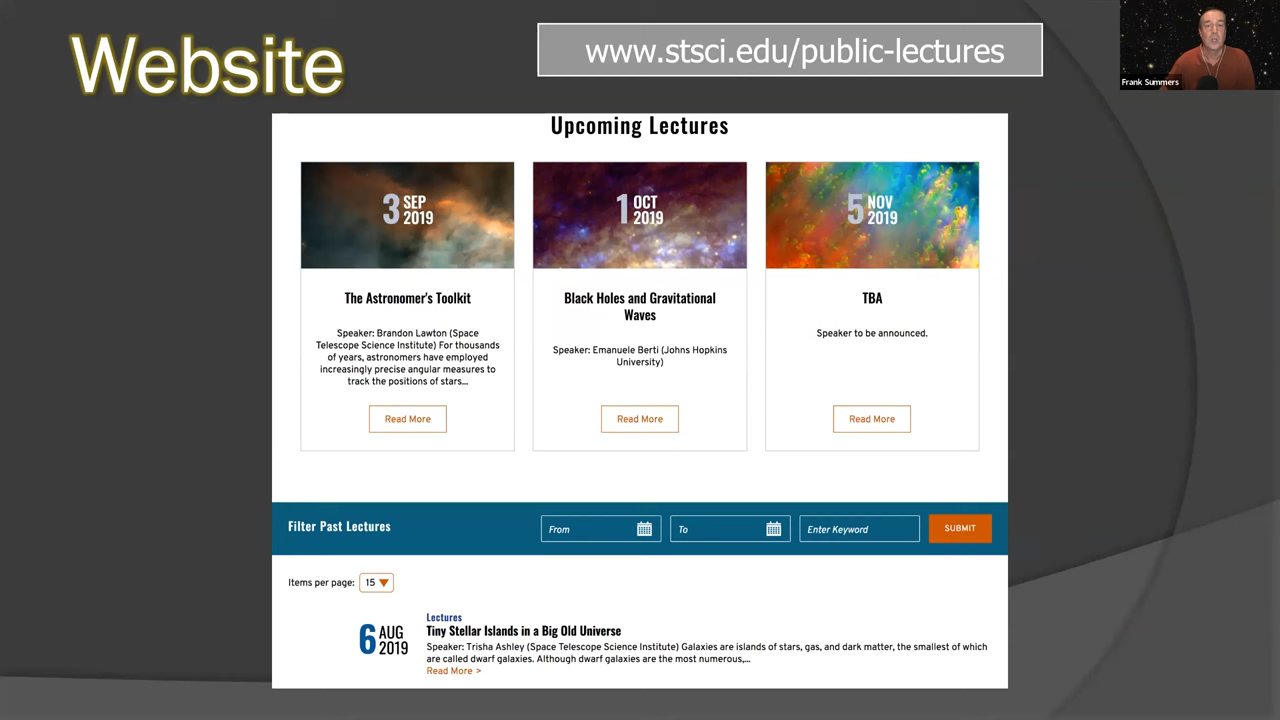 Website
www.stsci.edu/public-lectures
Frank Summers
Upcoming Lectures
3 SEP 2019
1 OCT 2019
5 NOV 2019
The Astronomer's Toolkit
Speaker: Brandon Lawton (Space
Telescope Science Institute) For thousands
of years, astronomers have employed
increasingly precise angular measures to
track the positions of stars...
Read More
Black Holes and Gravitational
Waves
Speaker: Emanuele Berti (Johns Hopkins
University)
Read More
TBA
Speaker to be announced.
Read More
Filter Past Lectures
From
To
Enter Keyword
SUBMIT
Items per page: 15
6 AUG 2019
Lectures
Tiny Stellar Islands in a Big Old Universe
Speaker: Trisha Ashley (Space Telescope Science Institute) Galaxies are islands of stars, gas, and dark matter, the smallest of which
are called dwarf galaxies. Although dwarf galaxies are the most numerous,...
Read More >